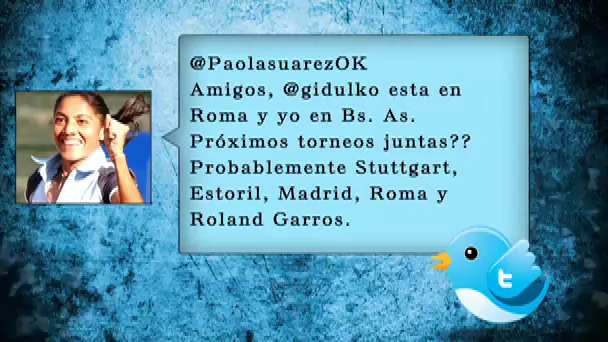 @PaolasuarezOK
Amigos, @gidulko esta en
Roma y yo en Bs. As.
Próximos torneos juntas??
Probablemente Stuttgart,
Estoril, Madrid, Roma y
Roland Garros.
t